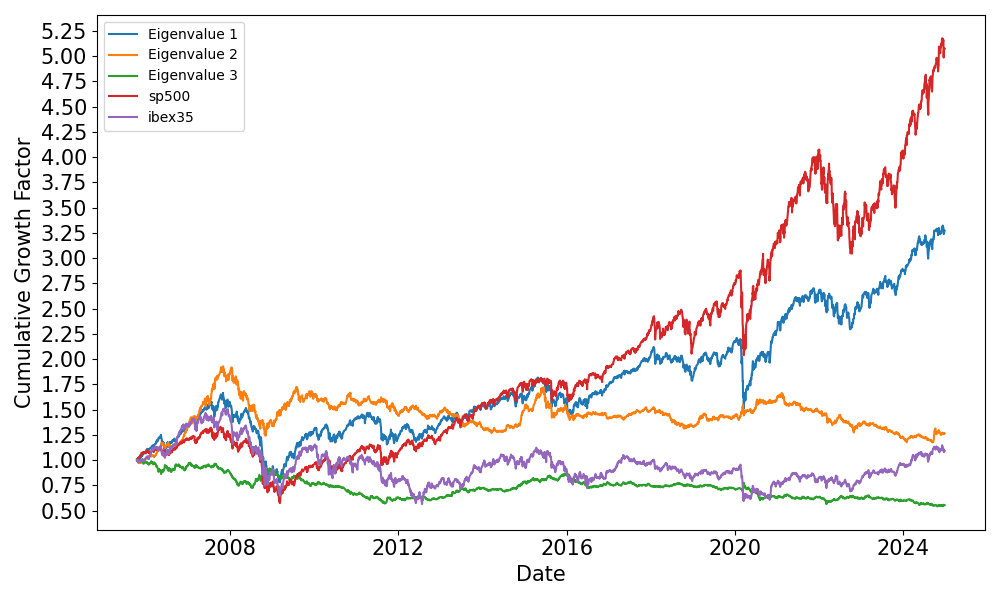 5.25
5.00
4.75
4.50
4.25
4.00
3.75
3.50
3.25
3.00
2.75
2.50
2.25
2.00
1.75
1.50
1.25
1.00
0.75
0.50
Cumulative Growth Factor
Eigenvalue 1
Eigenvalue 2
Eigenvalue 3
sp500
ibex35
2008 2012 2016 2020 2024
Date